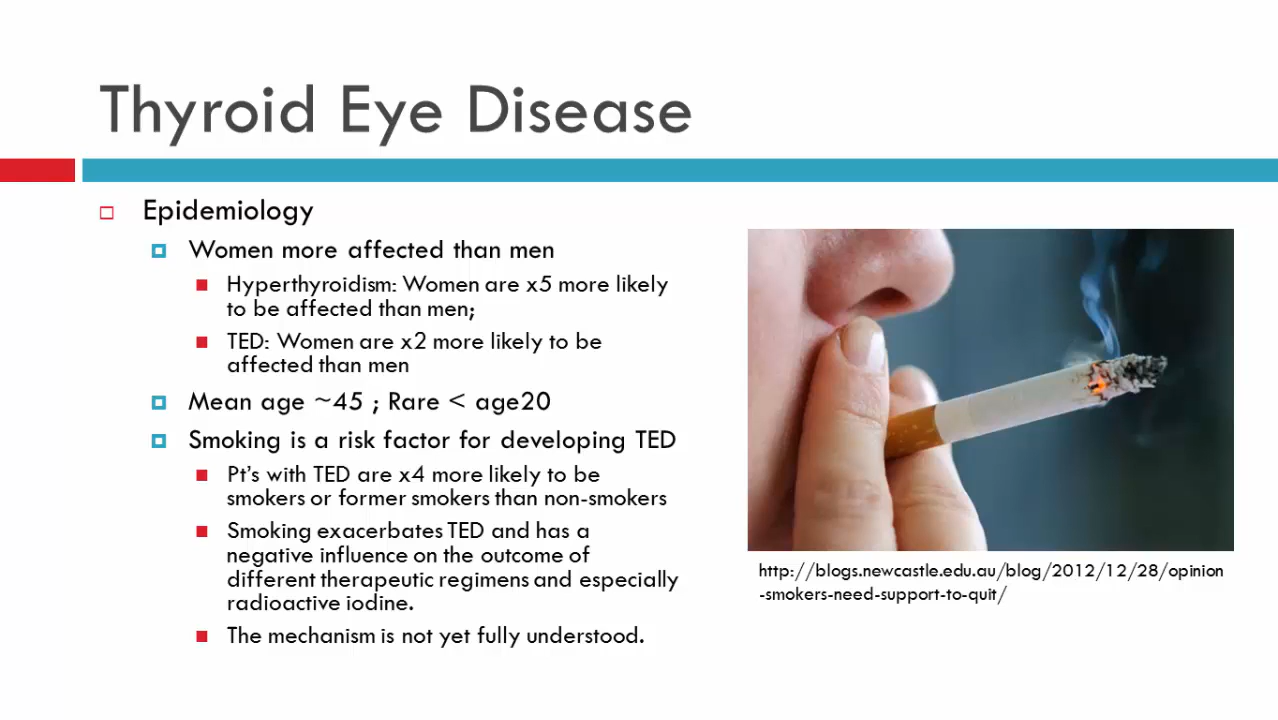 Thyroid Eye Disease
Epidemiology
Women more affected than men
Hyperthyroidism: Women are x5 more likely
to be affected than men;
TED: Women are x2 more likely to be
affected than men
Mean age ~45 ; Rare < age20
Smoking is a risk factor for developing TED
Pt's with TED are x4 more likely to be
smokers or former smokers than non-smokers
Smoking exacerbates TED and has a
negative influence on the outcome of
different therapeutic regimens and especially
radioactive iodine.
The mechanism is not yet fully understood.
http://blogs.newcastle.edu.au/blog/2012/12/28/opinion
-smokers-need-support-to-quit/